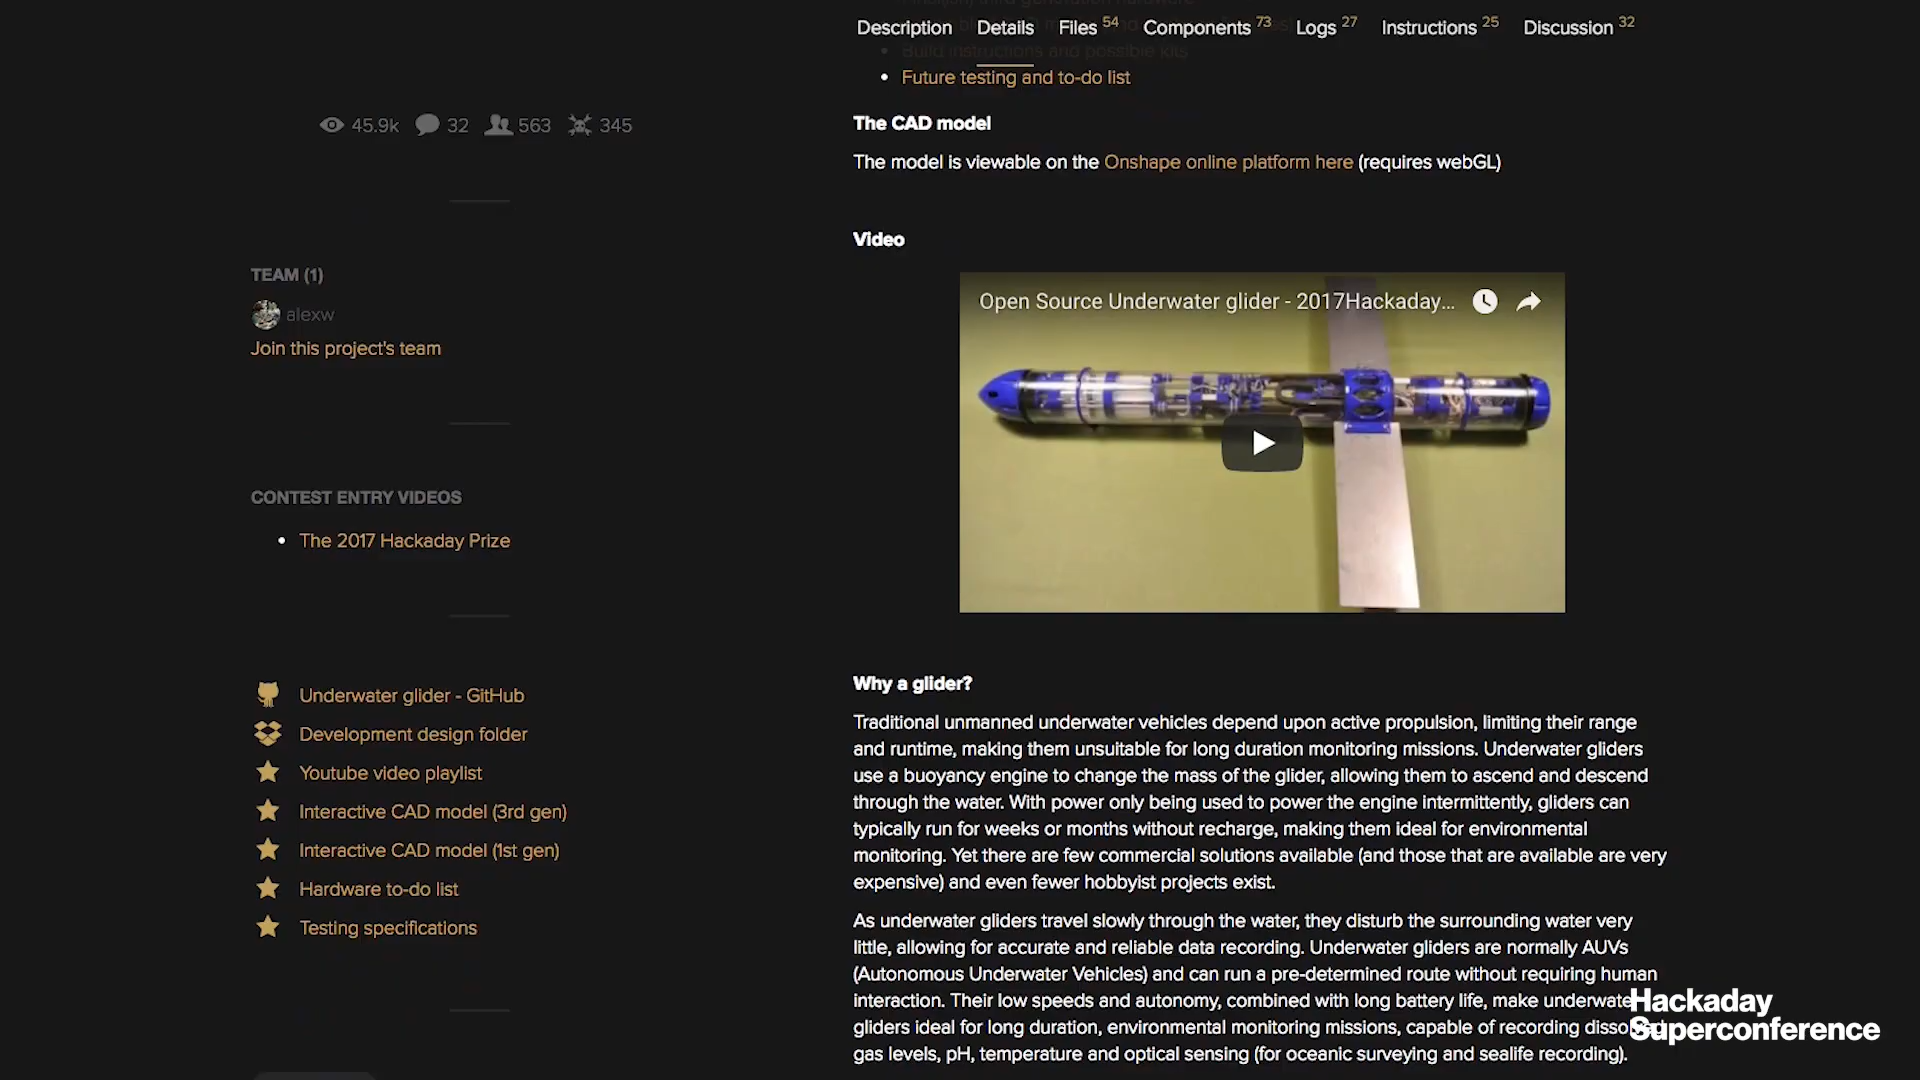 Description Details Files 54 Components 73 Logs 27 Instructions 25 Discussion 32
Build instructions and possible kits
Future testing and to-do list
45.9k 32 563 345
TEAM (1)
alexw
Join this project's team
CONTEST ENTRY VIDEOS
The 2017 Hackaday Prize
Underwater glider - GitHub
Development design folder
Youtube video playlist
Interactive CAD model (3rd gen)
Interactive CAD model (1st gen)
Hardware to-do list
Testing specifications
The CAD model
The model is viewable on the Onshape online platform here (requires webGL)
Video
Open Source Underwater glider - 2017Hackaday...
Why a glider?
Traditional unmanned underwater vehicles depend upon active propulsion, limiting their range
and runtime, making them unsuitable for long duration monitoring missions. Underwater gliders
use a buoyancy engine to change the mass of the glider, allowing them to ascend and descend
through the water. With power only being used to power the engine intermittently, gliders can
typically run for weeks or months without recharge, making them ideal for environmental
monitoring. Yet there are few commercial solutions available (and those that are available are very
expensive) and even fewer hobbyist projects exist.
As underwater gliders travel slowly through the water, they disturb the surrounding water very
little, allowing for accurate and reliable data recording. Underwater gliders are normally AUVs
(Autonomous Underwater Vehicles) and can run a pre-determined route without requiring human
interaction. Their low speeds and autonomy, combined with long battery life, make underwater
gliders ideal for long duration, environmental monitoring missions, capable of recording dissolved
gas levels, pH, temperature and optical sensing (for oceanic surveying and sealife recording).
Hackaday
Superconference